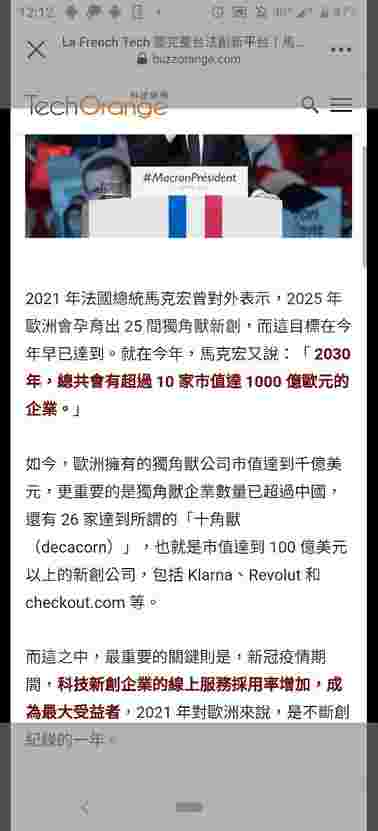 12:12
La French Tech 靈完整台法創新平台!馬...
buzzorange.com
TechOrange
科技報橘
#MacronPrésident
2021 年法國總統馬克宏曾對外表示，2025 年
歐洲會孕育出 25 間獨角獸新創，而這目標在今
年早已達到。就在今年，馬克宏又說：「 2030
年，總共會有超過 10 家市值達 1000 億歐元的
企業。」
如今，歐洲擁有的獨角獸公司市值達到千億美
元，更重要的是獨角獸企業數量已超過中國，
還有 26 家達到所謂的「十角獸
（decacorn）」，也就是市值達到 100 億美元
以上的新創公司，包括 Klarna、Revolut 和
checkout.com 等。
而這之中，最重要的關鍵則是，新冠疫情期
間，科技新創企業的線上服務採用率增加，成
為最大受益者，2021 年對歐洲來說，是不斷創
紀錄的一年。